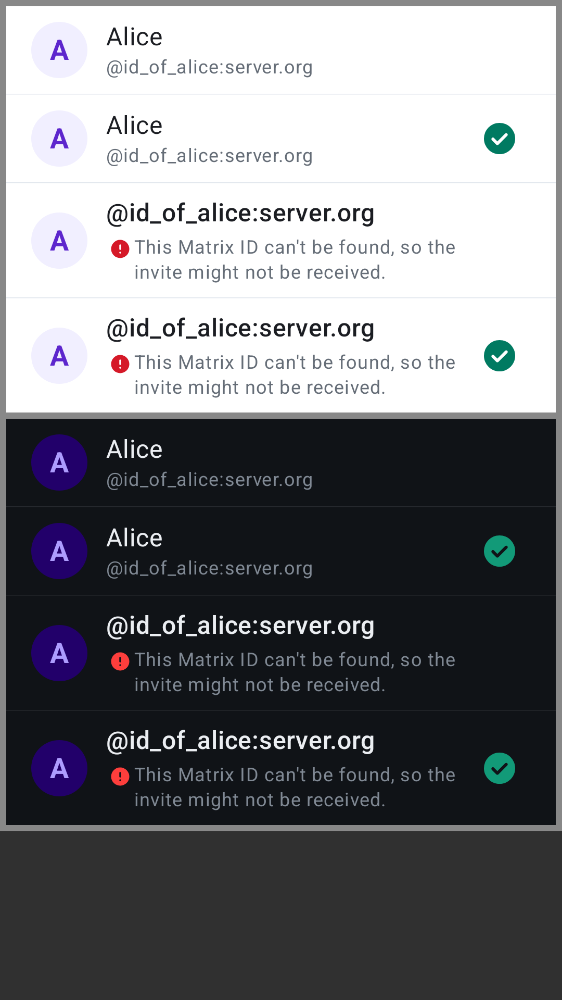 A
Alice
@id_of_alice:server.org
A
Alice
@id_of_alice:server.org
A
@id_of_alice:server.org
This Matrix ID can't be found, so the
invite might not be received.
A
@id_of_alice:server.org
This Matrix ID can't be found, so the
invite might not be received.
A
Alice
@id_of_alice:server.org
A
Alice
@id_of_alice:server.org
A
@id_of_alice:server.org
This Matrix ID can't be found, so the
invite might not be received.
A
@id_of_alice:server.org
This Matrix ID can't be found, so the
invite might not be received.